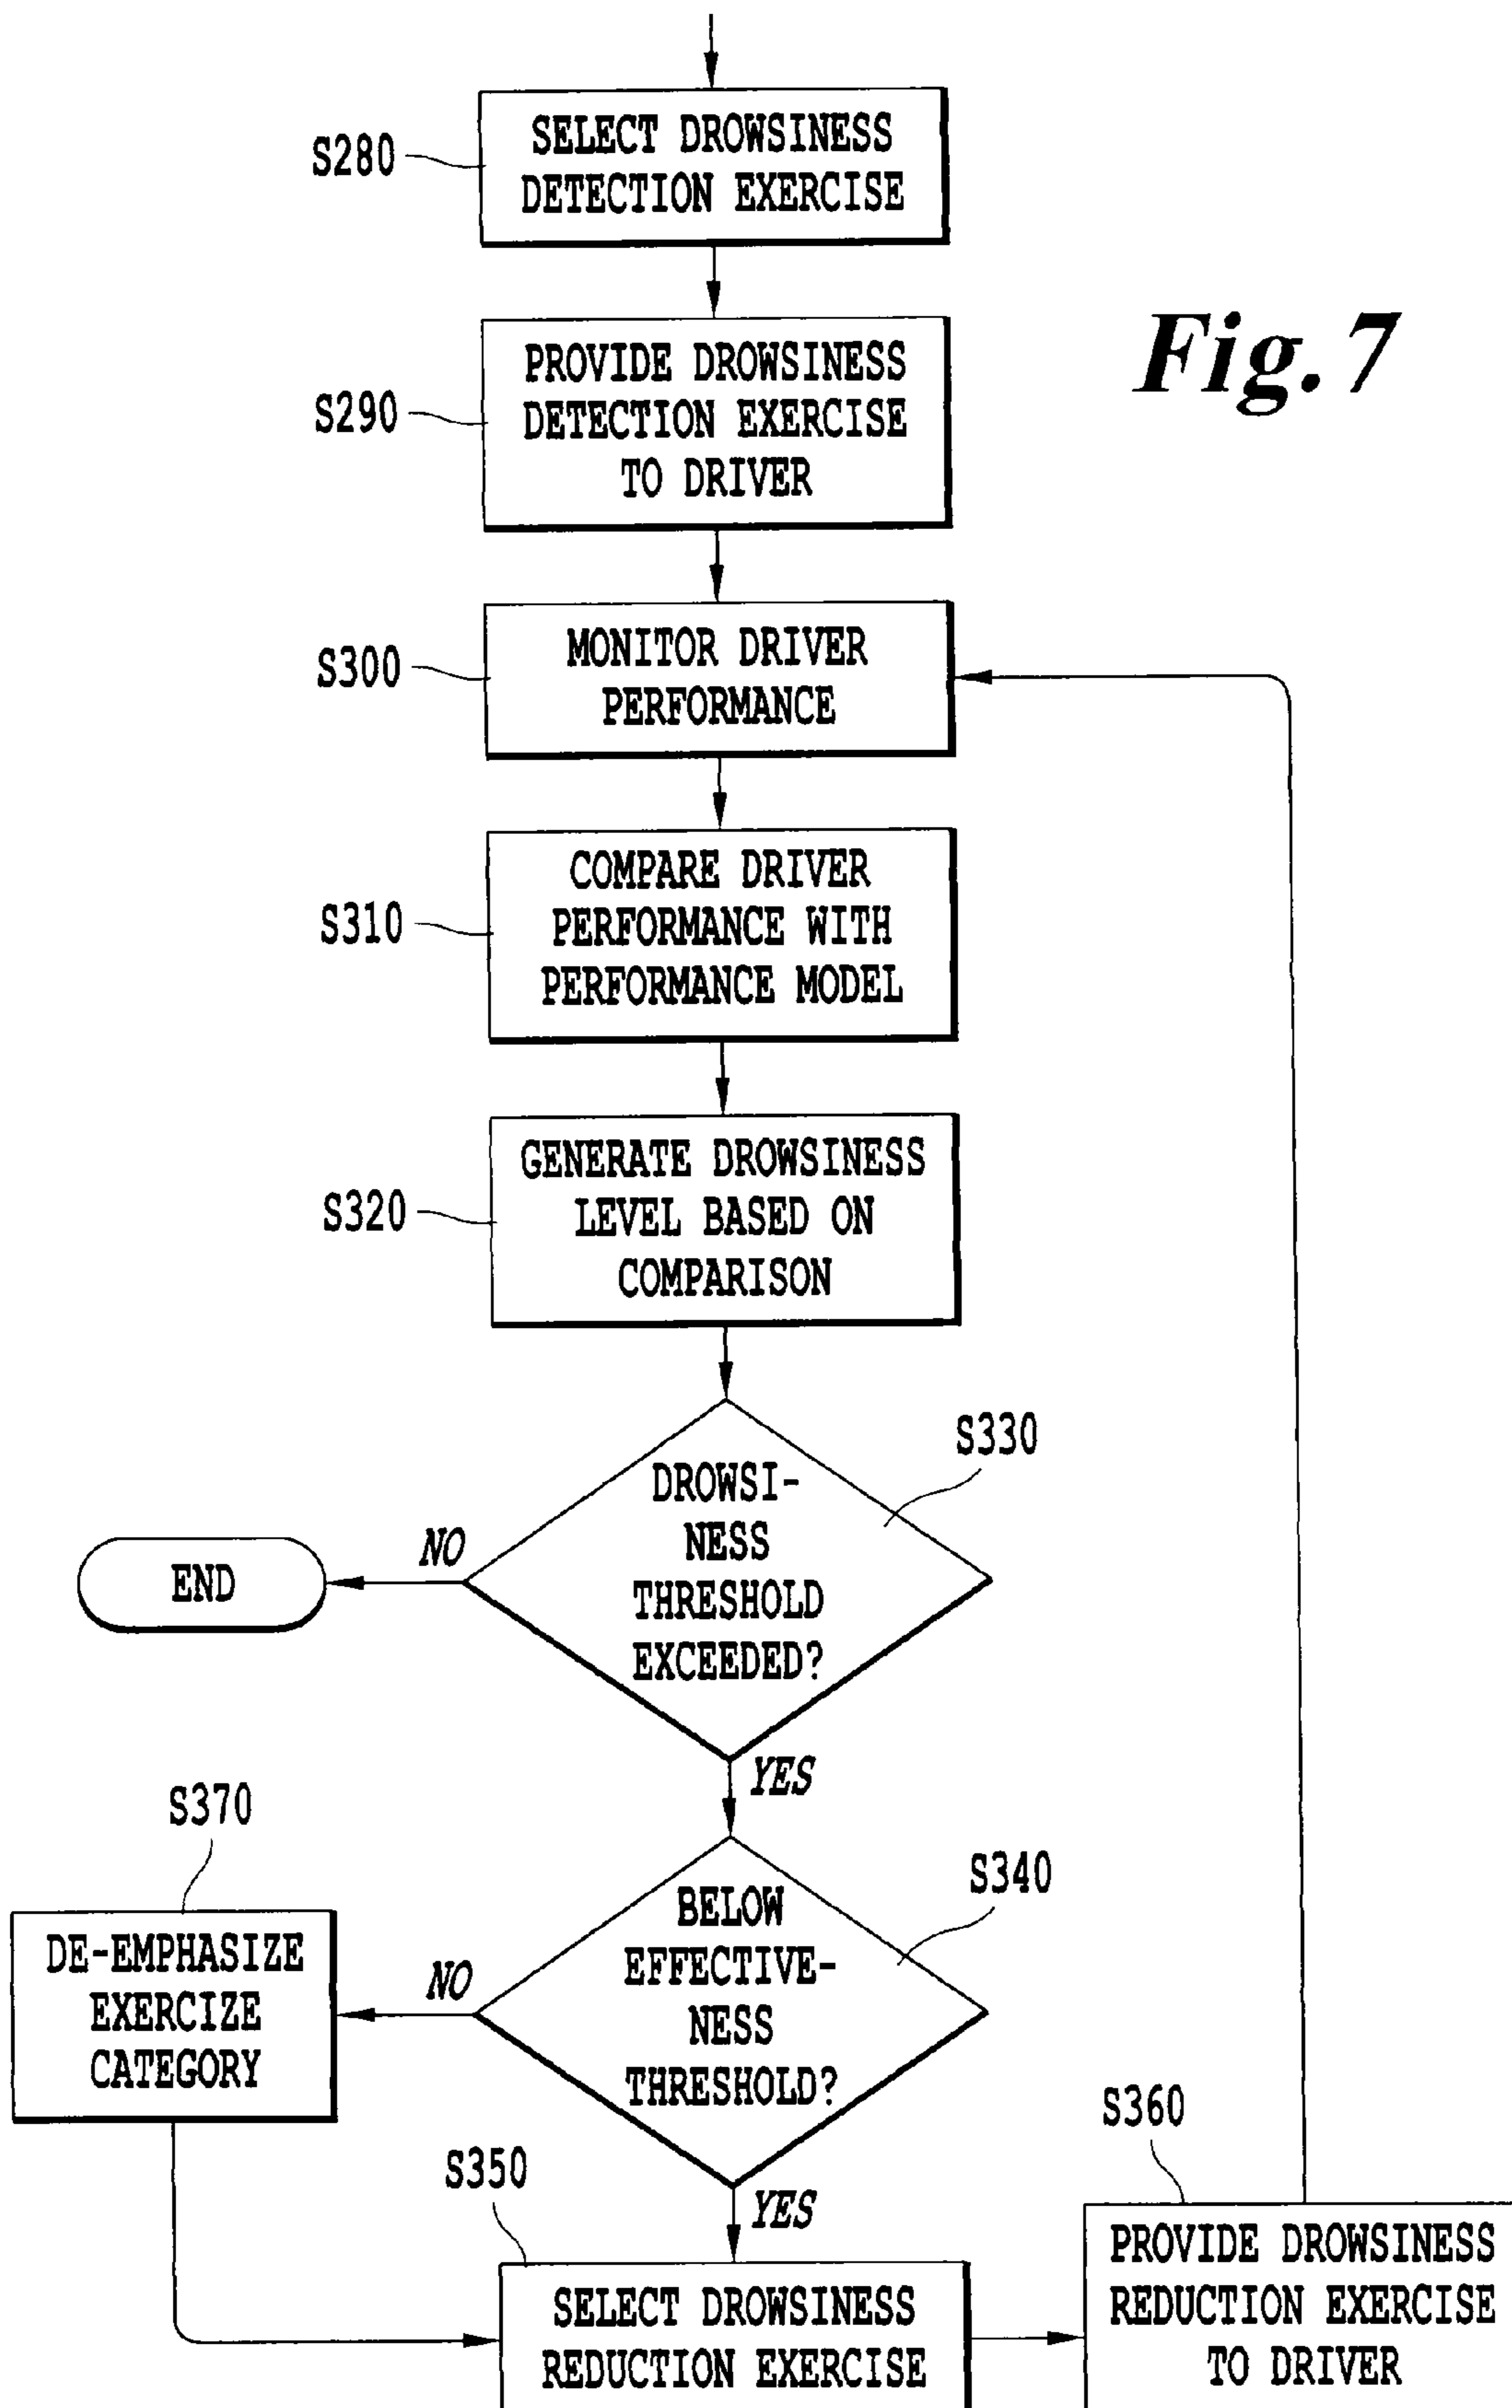 S280
SELECT DROWSINESS
DETECTION EXERCISE
Fig. 7
S290
PROVIDE DROWSINESS
DETECTION EXERCISE
TO DRIVER
S300
MONITOR DRIVER
PERFORMANCE
S310
COMPARE DRIVER
PERFORMANCE WITH
PERFORMANCE MODEL
S320
GENERATE DROWSINESS
LEVEL BASED ON
COMPARISON
S330
DROWSI-
NESS
THRESHOLD
EXCEEDED?
NO
END
YES
S370
DE-EMPHASIZE
EXERCIZE
CATEGORY
NO
S340
BELOW
EFFECTIVE-
NESS
THRESHOLD?
YES
S350
SELECT DROWSINESS
REDUCTION EXERCISE
S360
PROVIDE DROWSINESS
REDUCTION EXERCISE
TO DRIVER